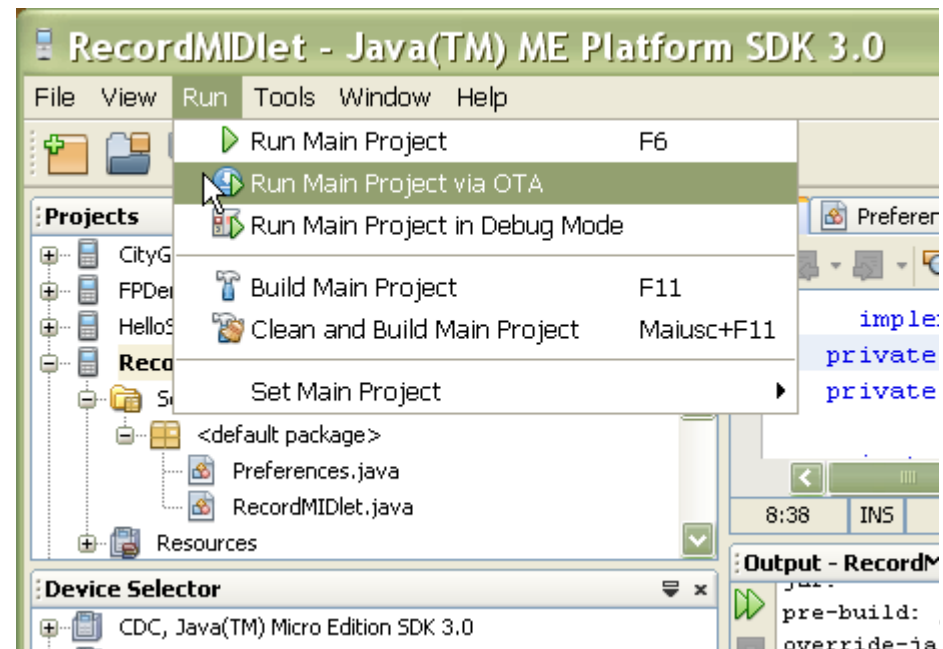 RecordMIDlet - Java(TM) ME Platform SDK 3.0
File View Run Tools Window Help
Run Main Project F6
Run Main Project via OTA
Run Main Project in Debug Mode
Build Main Project F11
Clean and Build Main Project Maiusc+F11
Set Main Project
Projects
CityG
FPDer
HelloS
Reco
S
<default package>
Preferences.java
RecordMIDlet.java
Resources
Preferen
imple
private
private
8:38 INS
Device Selector
CDC, Java(TM) Micro Edition SDK 3.0
Output - RecordM
pre-build:
override-ja